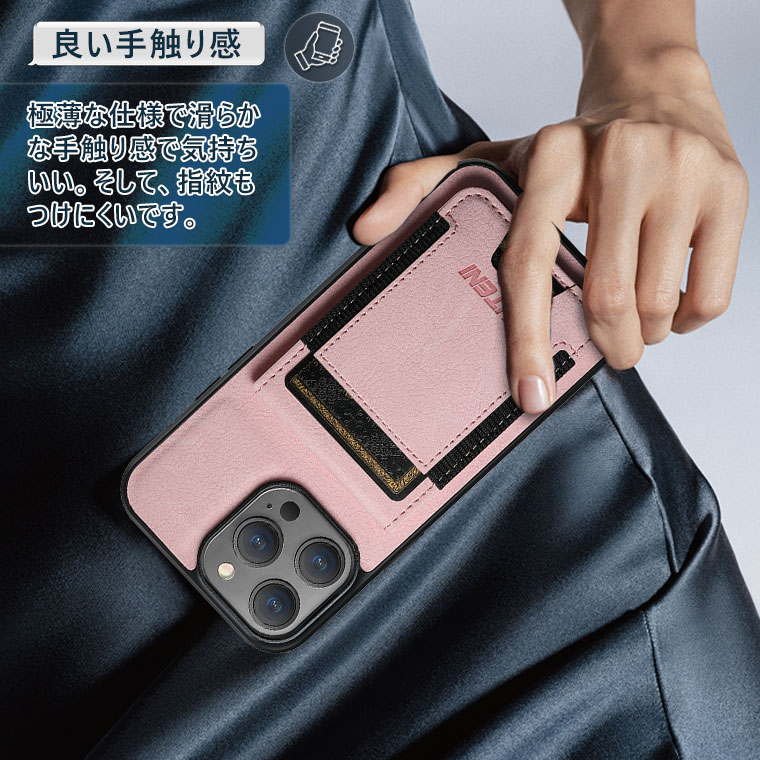 良い手触り感
極薄な仕様で滑らか
な手触り感で気持ち
いい。そして、指紋も
つけにくいです。